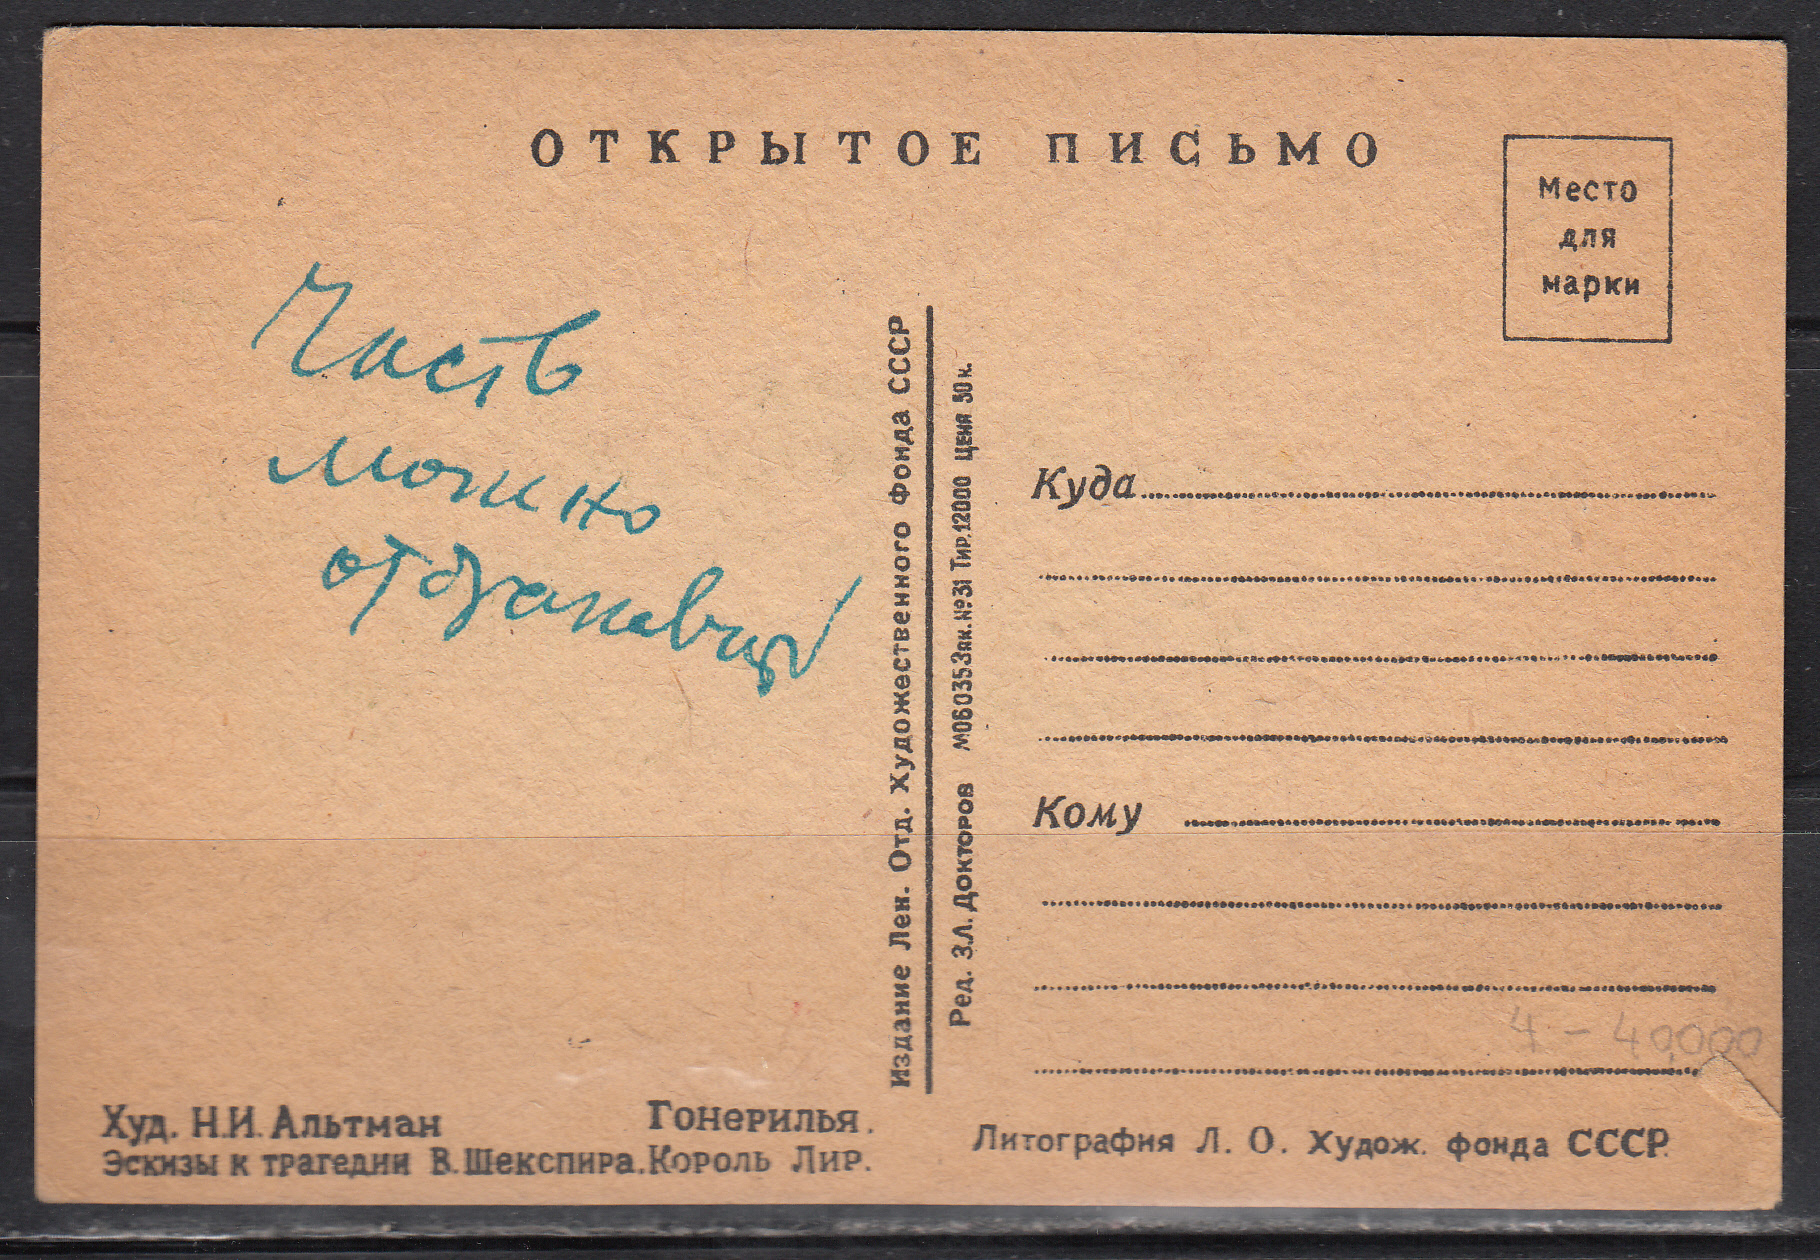 ОТКРЫТОЕ ПИСЬМО
Место
для
марки
Часть
можно
Издание Лен. Отд. Художественного Фонда СССР
Ред. З.Л. Докторов М06035 Зак. №31 Тир. 12000 Цена 50 к.
Куда
Кому
4 - 40,000
Худ. Н.И. Альтман Гонерилья.
Эскизы к трагедии В. Шекспира. Король Лир.
Литография Л. О. Худож. фонда СССР